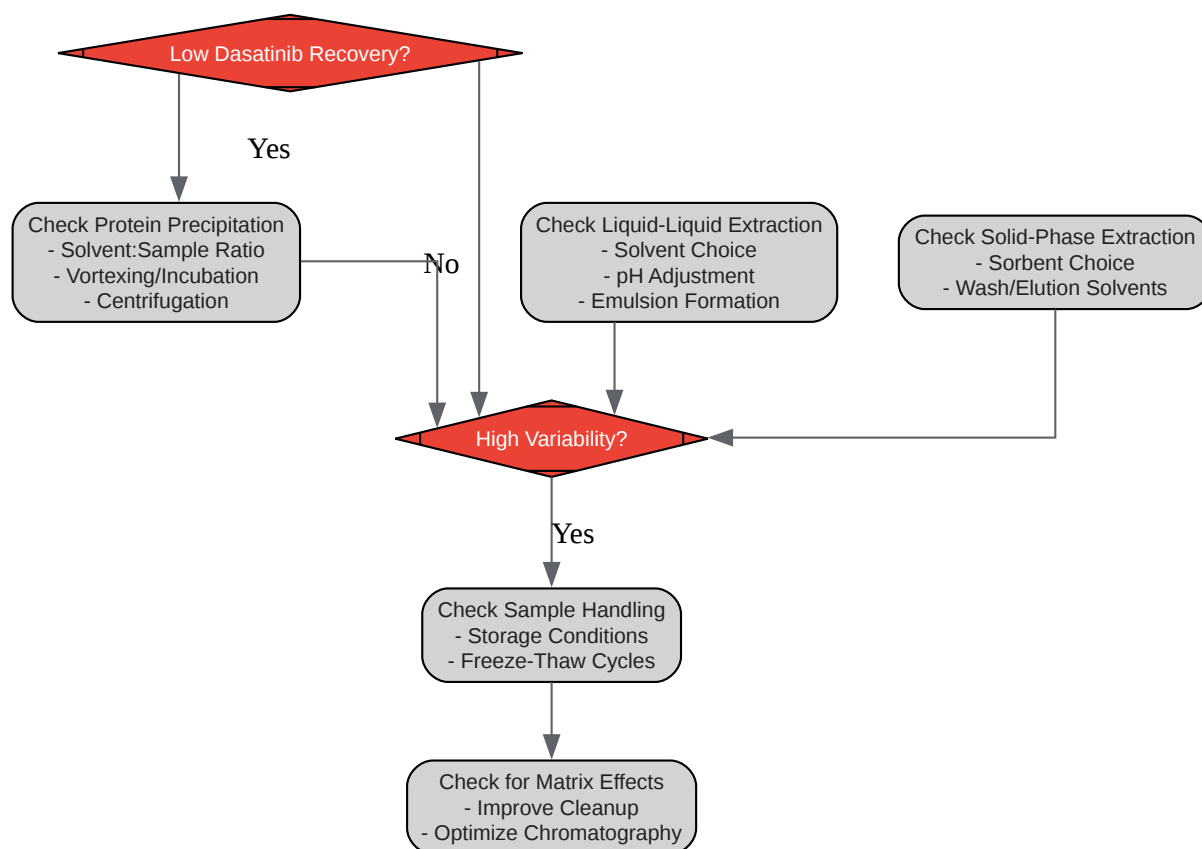 Low Dasatinib Recovery?
Yes
Check Protein Precipitation
- Solvent:Sample Ratio
- Vortexing/Incubation
- Centrifugation
No
Check Liquid-Liquid Extraction
- Solvent Choice
- pH Adjustment
- Emulsion Formation
Check Solid-Phase Extraction
- Sorbent Choice
- Wash/Elution Solvents
High Variability?
Yes
Check Sample Handling
- Storage Conditions
- Freeze-Thaw Cycles
Check for Matrix Effects
- Improve Cleanup
- Optimize Chromatography